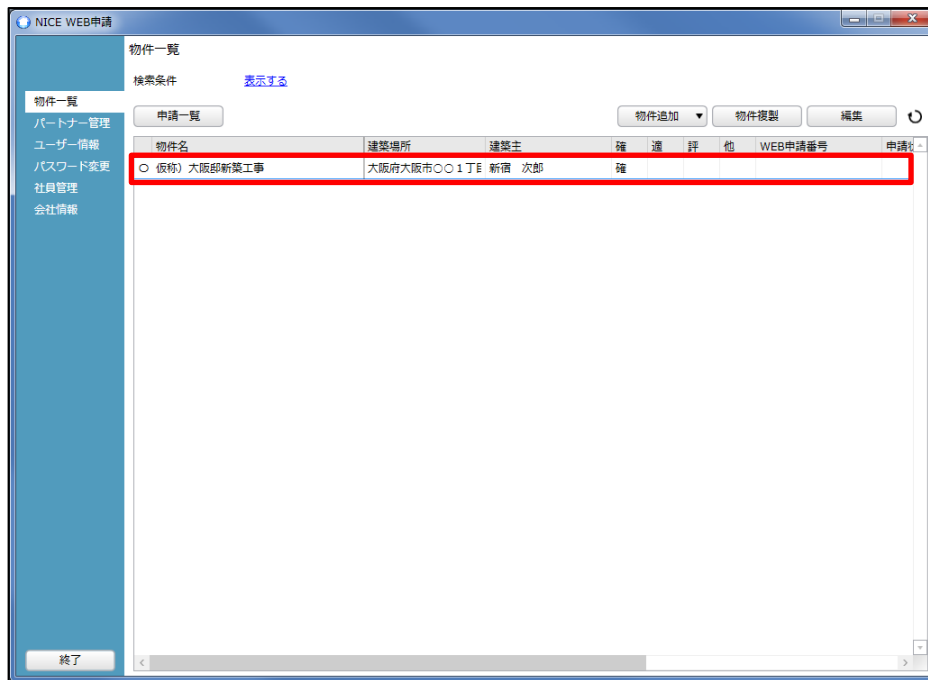 NICE WEB申請
物件一覧
検索条件 表示する
物件一覧
パートナー管理
ユーザー情報
パスワード変更
社員管理
会社情報
申請一覧 物件追加 ▼ 物件複製 編集
物件名 建築場所 建築主 確 適 評 他 WEB申請番号 申請
○ 仮称）大阪邸新築工事 大阪府大阪市○○１丁目 新宿 次郎 確
終了